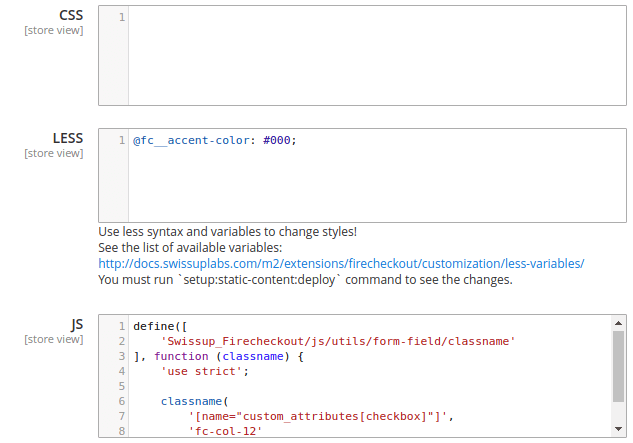 CSS
[store view]
1
LESS
[store view]
1 @fc__accent-color: #000;
Use less syntax and variables to change styles!
See the list of available variables:
http://docs.swissuplabs.com/m2/extensions/firecheckout/customization/less-variables/
You must run `setup:static-content:deploy` command to see the changes.
JS
[store view]
1 define([
2     'Swissup_Firecheckout/js/utils/form-field/classname'
3 ], function (classname) {
4     'use strict';
5
6     classname(
7         '[name="custom_attributes[checkbox]"]',
8         'fc-col-12'